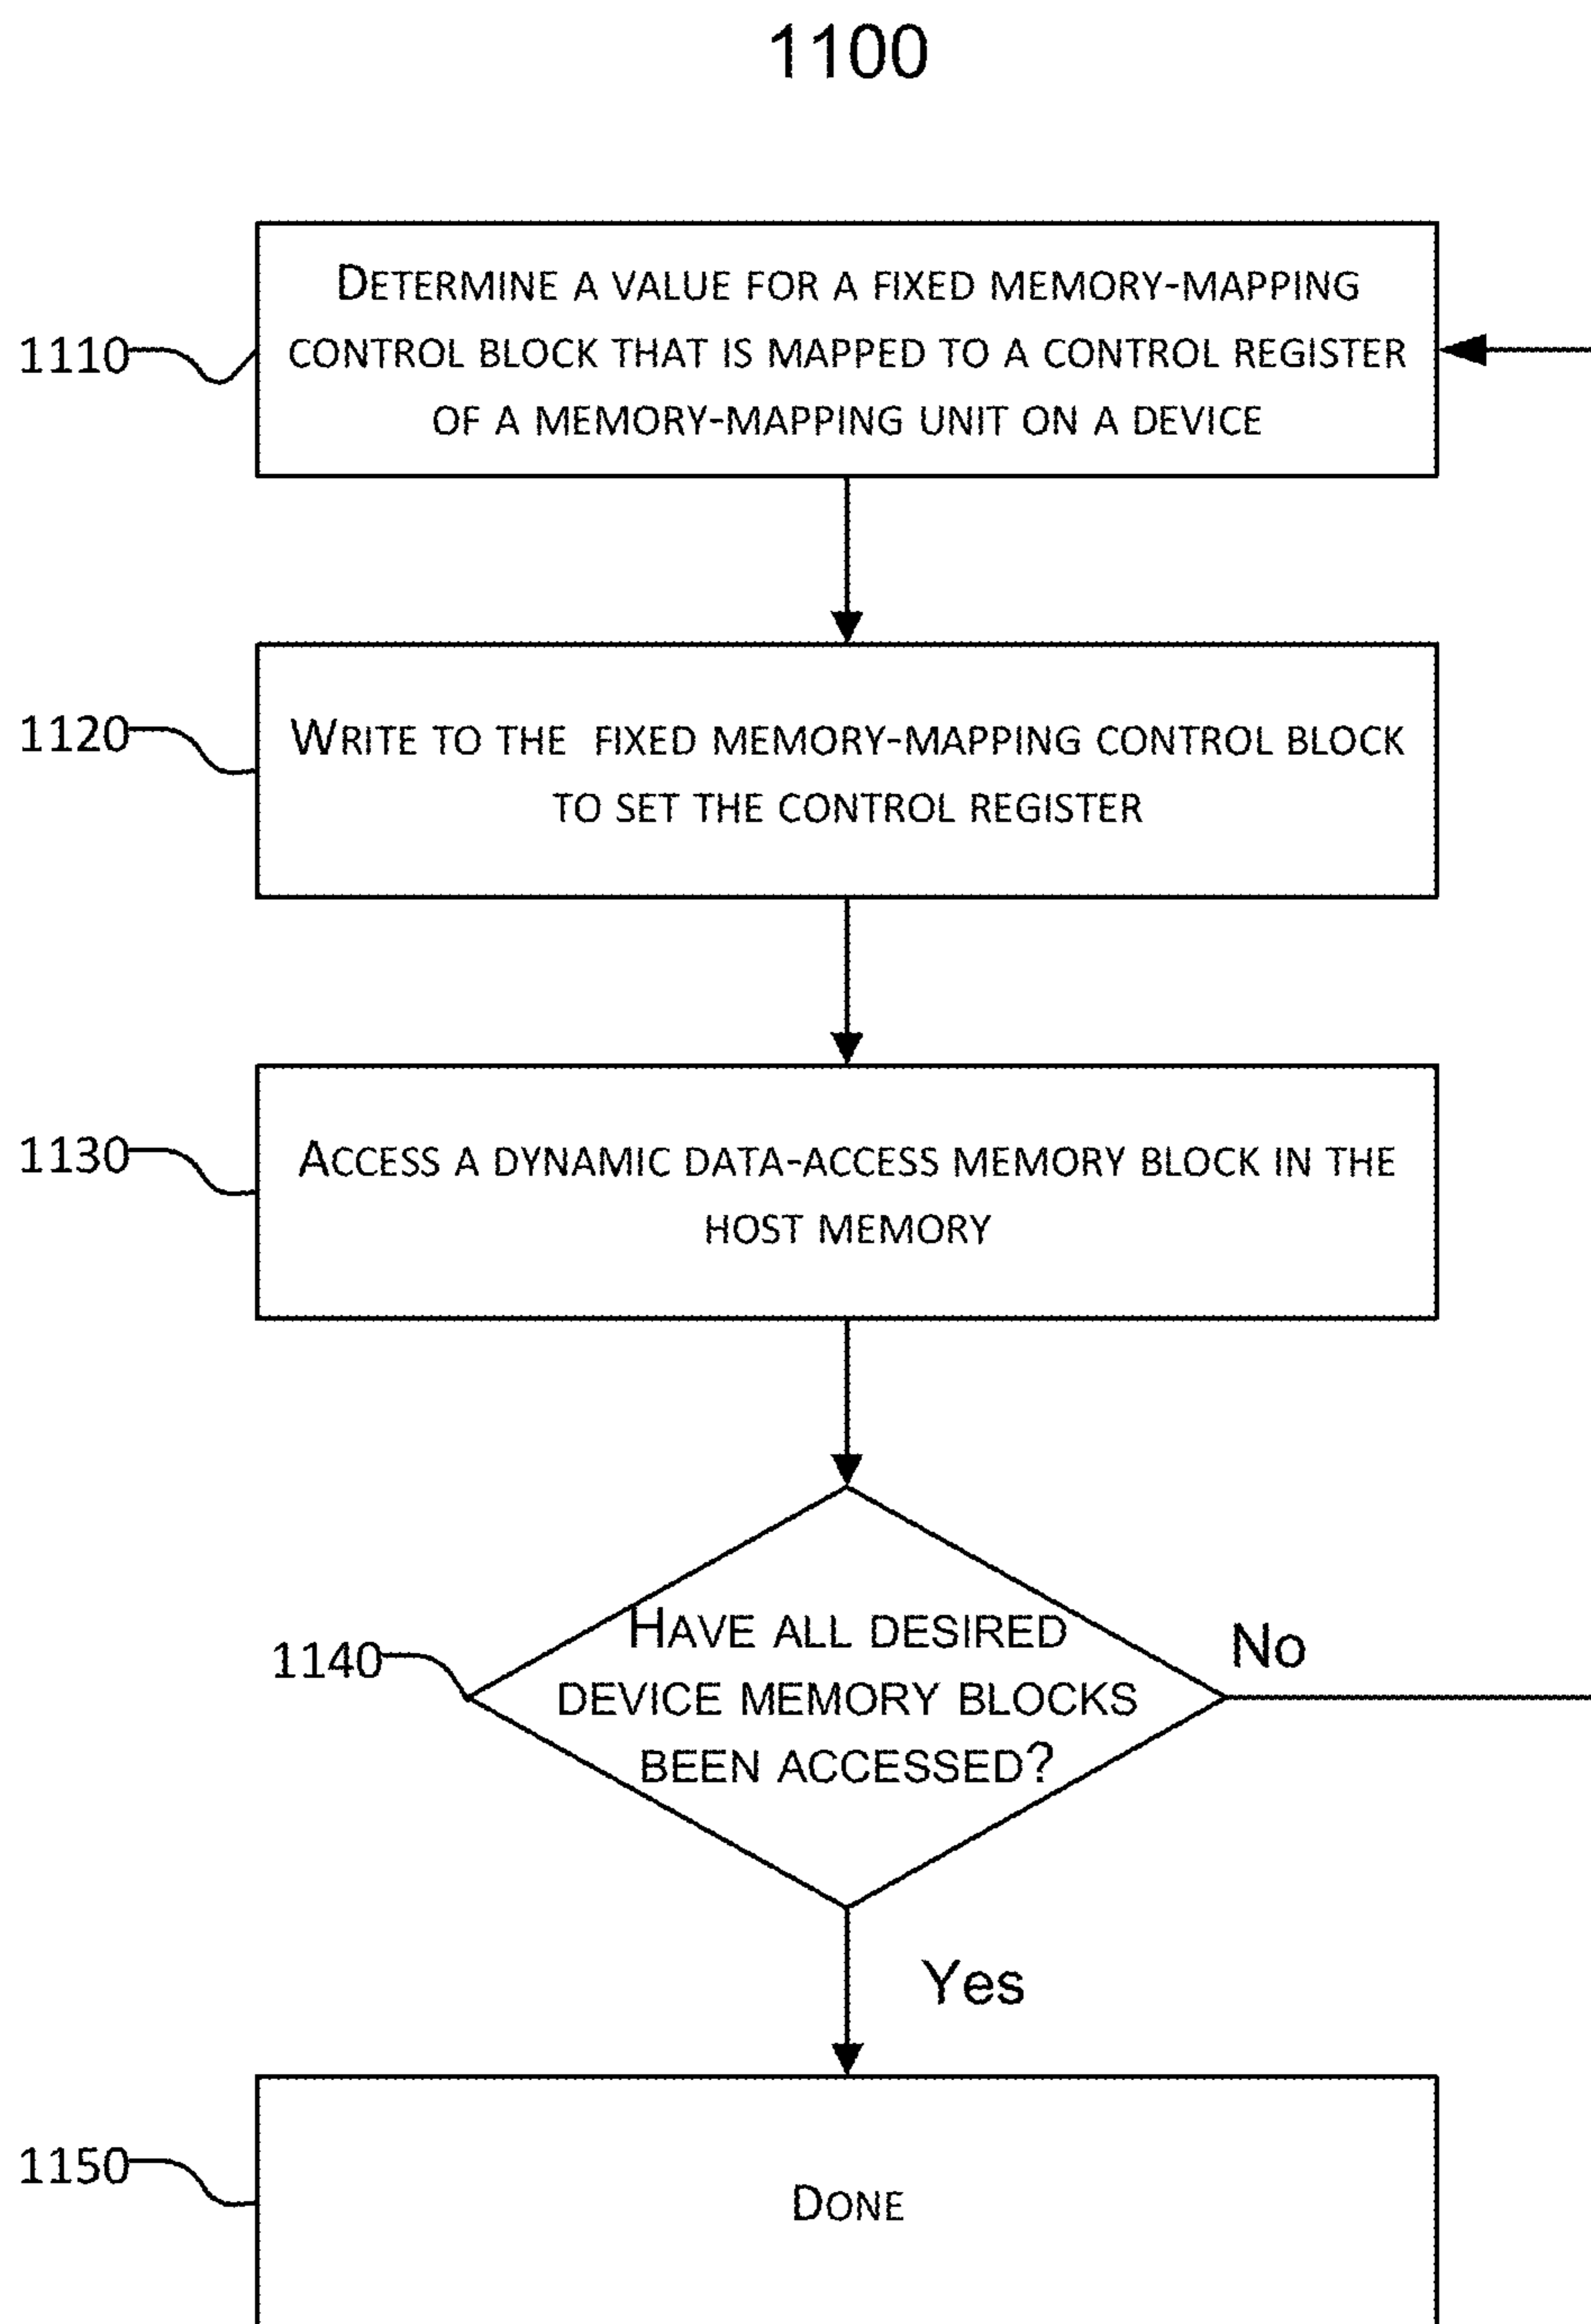 1100
DETERMINE A VALUE FOR A FIXED MEMORY-MAPPING
1110
CONTROL BLOCK THAT IS MAPPED TO A CONTROL REGISTER
OF A MEMORY-MAPPING UNIT ON A DEVICE
1120
WRITE TO THE FIXED MEMORY-MAPPING CONTROL BLOCK
TO SET THE CONTROL REGISTER
1130
ACCESS A DYNAMIC DATA-ACCESS MEMORY BLOCK IN THE
HOST MEMORY
1140
HAVE ALL DESIRED
DEVICE MEMORY BLOCKS
BEEN ACCESSED?
No
Yes
1150
DONE